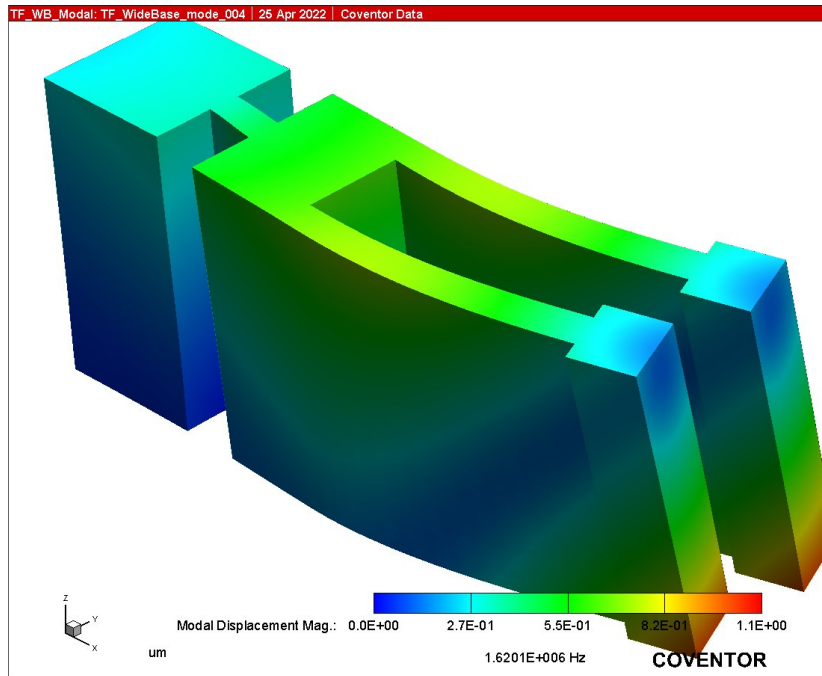 TF_WB_Modal: TF_WideBase_mode_004 | 25 Apr 2022 | Coventor Data
Z
Y
X
Modal Displacement Mag.: 0.0E+00 2.7E-01 5.5E-01 8.2E-01 1.1E+00
um
1.6201E+006 Hz
COVENTOR